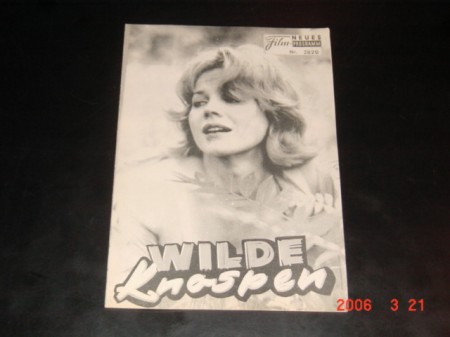 NEUES
Film-PROGRAMM
WILDE
Knospen
2006 3 21